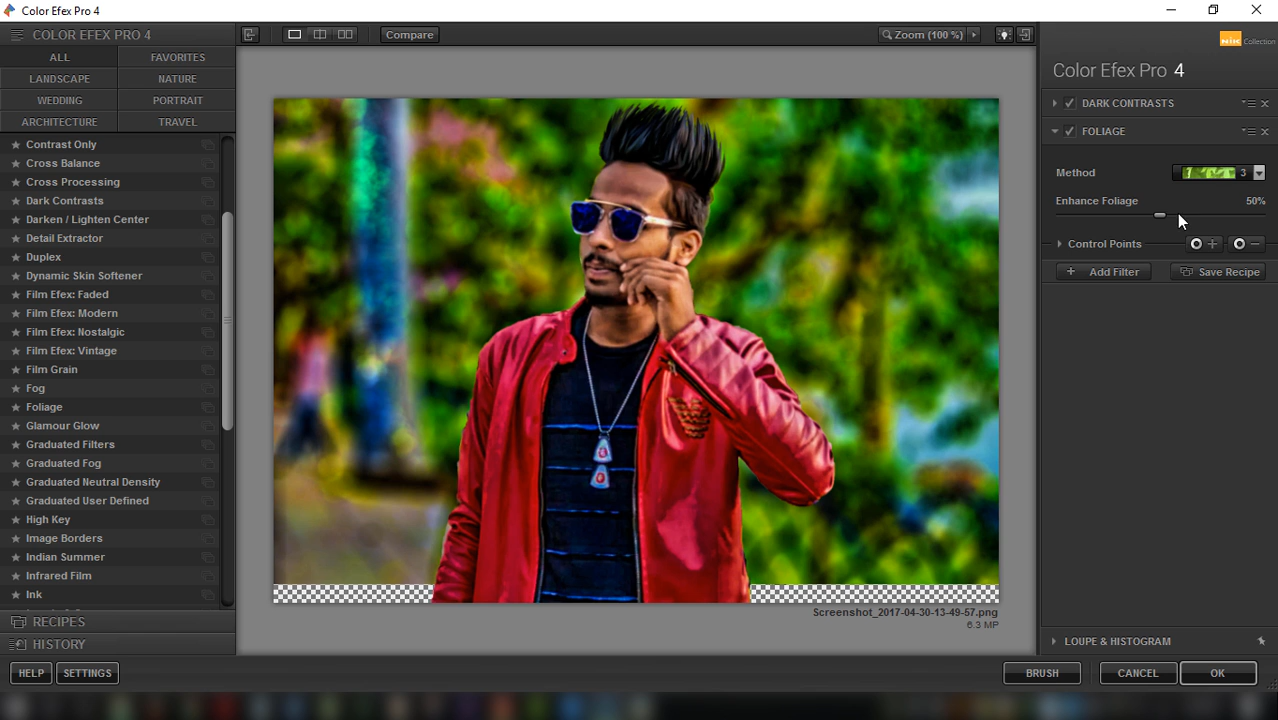 Color Efex Pro 4
COLOR EFEX PRO 4
ALL
FAVORITES
LANDSCAPE
NATURE
WEDDING
PORTRAIT
ARCHITECTURE
TRAVEL
Contrast Only
Cross Balance
Cross Processing
Dark Contrasts
Darken / Lighten Center
Detail Extractor
Duplex
Dynamic Skin Softener
Film Efex: Faded
Film Efex: Modern
Film Efex: Nostalgic
Film Efex: Vintage
Film Grain
Fog
Foliage
Glamour Glow
Graduated Filters
Graduated Fog
Graduated Neutral Density
Graduated User Defined
High Key
Image Borders
Indian Summer
Infrared Film
Ink
RECIPES
HISTORY
HELP
SETTINGS
Compare
Zoom (100 %)
Screenshot_2017-04-30-13-49-57.png
6.3 MP
Nik Collection
Color Efex Pro 4
DARK CONTRASTS
FOLIAGE
Method
3
Enhance Foliage 50%
Control Points
Add Filter
Save Recipe
LOUPE & HISTOGRAM
BRUSH
CANCEL
OK